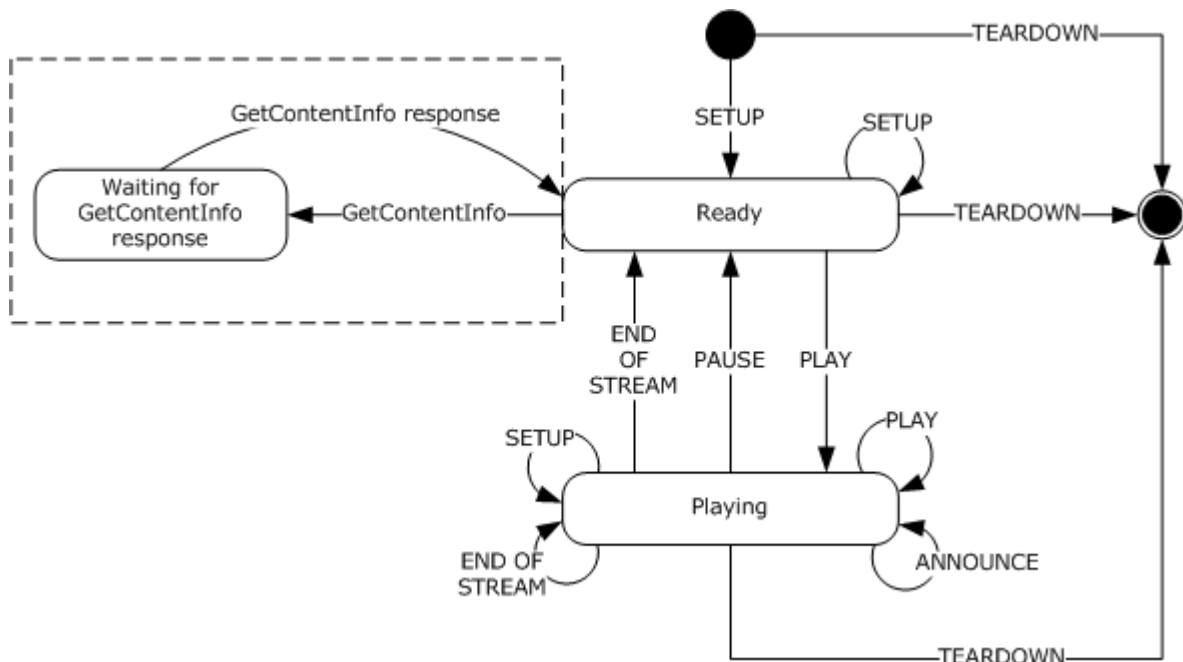 TEARDOWN
GetContentInfo response
SETUP
SETUP
Waiting for
GetContentInfo
response
GetContentInfo
Ready
TEARDOWN
END
OF
STREAM
PAUSE
PLAY
SETUP
PLAY
Playing
END OF
STREAM
ANNOUNCE
TEARDOWN